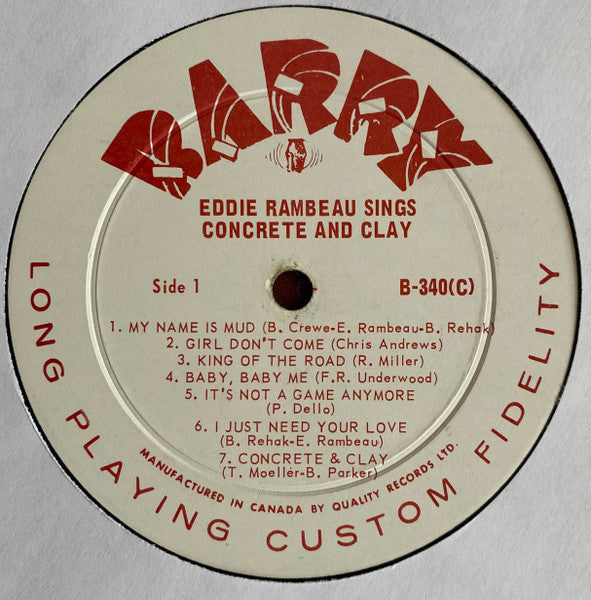 BARRY
EDDIE RAMBEAU SINGS
CONCRETE AND CLAY
Side 1
B-340(C)
1. MY NAME IS MUD (B. Crewe-E. Rambeau-B. Rehak)
2. GIRL DON'T COME (Chris Andrews)
3. KING OF THE ROAD (R. Miller)
4. BABY, BABY ME (F.R. Underwood)
5. IT'S NOT A GAME ANYMORE
(P. Dello)
6. I JUST NEED YOUR LOVE
(B. Rehak-E. Rambeau)
7. CONCRETE & CLAY
(T. Moeller-B. Parker)
MANUFACTURED IN CANADA BY QUALITY RECORDS LTD.
LONG PLAYING CUSTOM FIDELITY